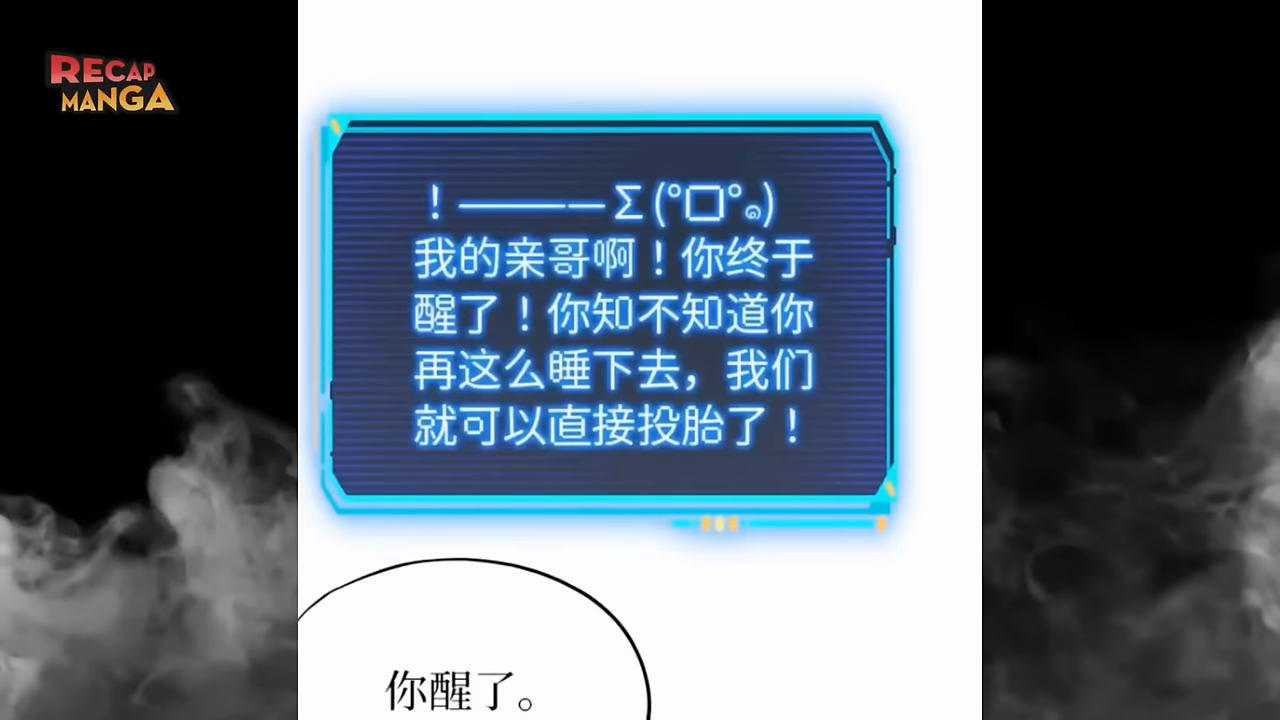 RECAP
MANGA
！————Σ(°口°๑)
我的亲哥啊！你终于
醒了！你知不知道你
再这么睡下去，我们
就可以直接投胎了！
你醒了。